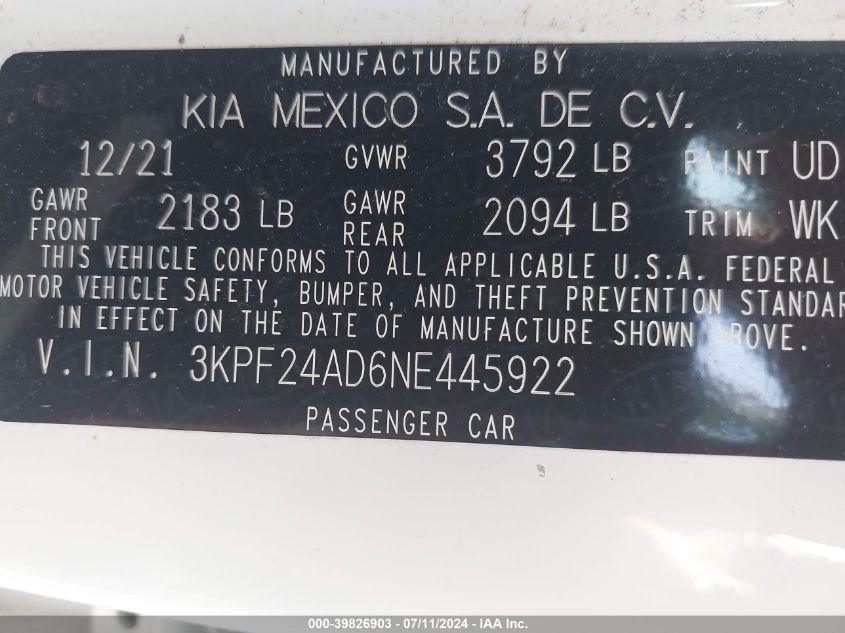 MANUFACTURED BY
KIA MEXICO S.A. DE C.V.
12/21 GVWR 3792 LB PAINT UD
GAWR FRONT 2183 LB GAWR REAR 2094 LB TRIM WK
THIS VEHICLE CONFORMS TO ALL APPLICABLE U.S.A. FEDERAL
MOTOR VEHICLE SAFETY, BUMPER, AND THEFT PREVENTION STANDAR
IN EFFECT ON THE DATE OF MANUFACTURE SHOWN ABOVE.
V.I.N. 3KPF24AD6NE445922
PASSENGER CAR
000-39826903 - 07/11/2024 - IAA Inc.